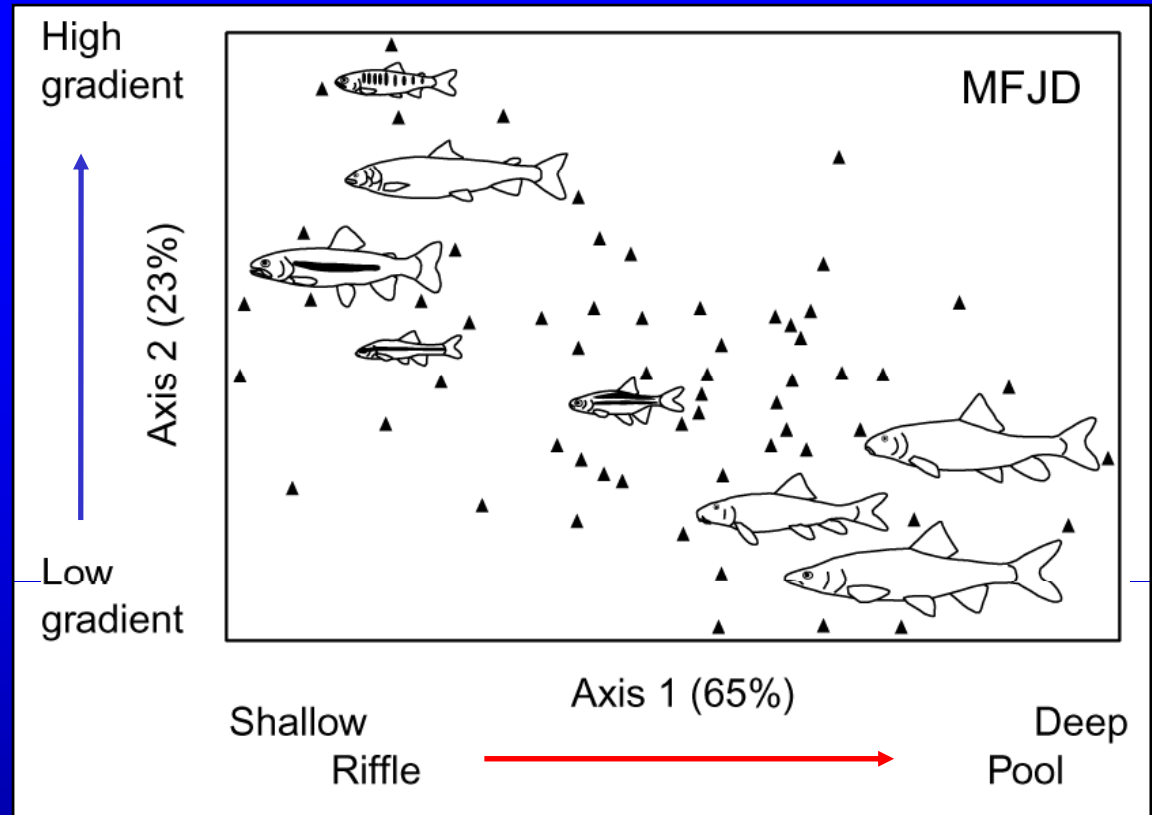 High
gradient
MFJD
Axis 2 (23%)
Low
gradient
Axis 1 (65%)
Shallow
Deep
Riffle
Pool